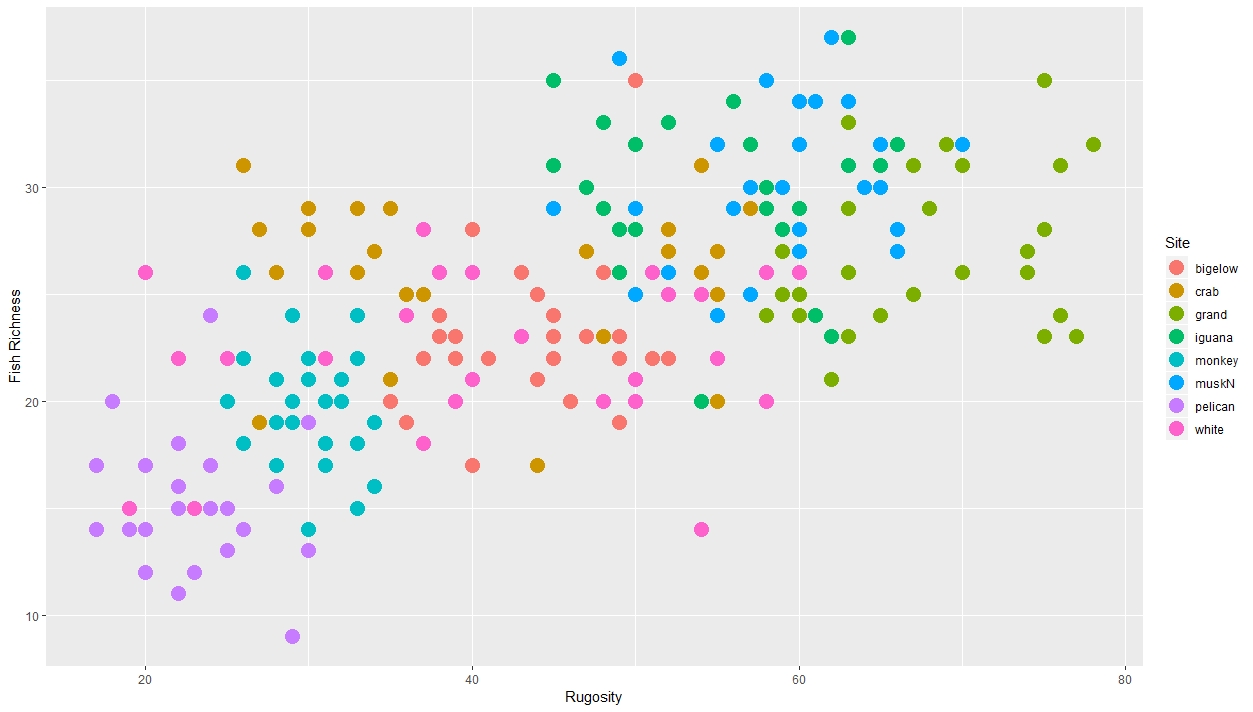 30
20
10
Fish Richness
20
40
60
80
Rugosity
Site
bigelow
crab
grand
iguana
monkey
muskN
pelican
white